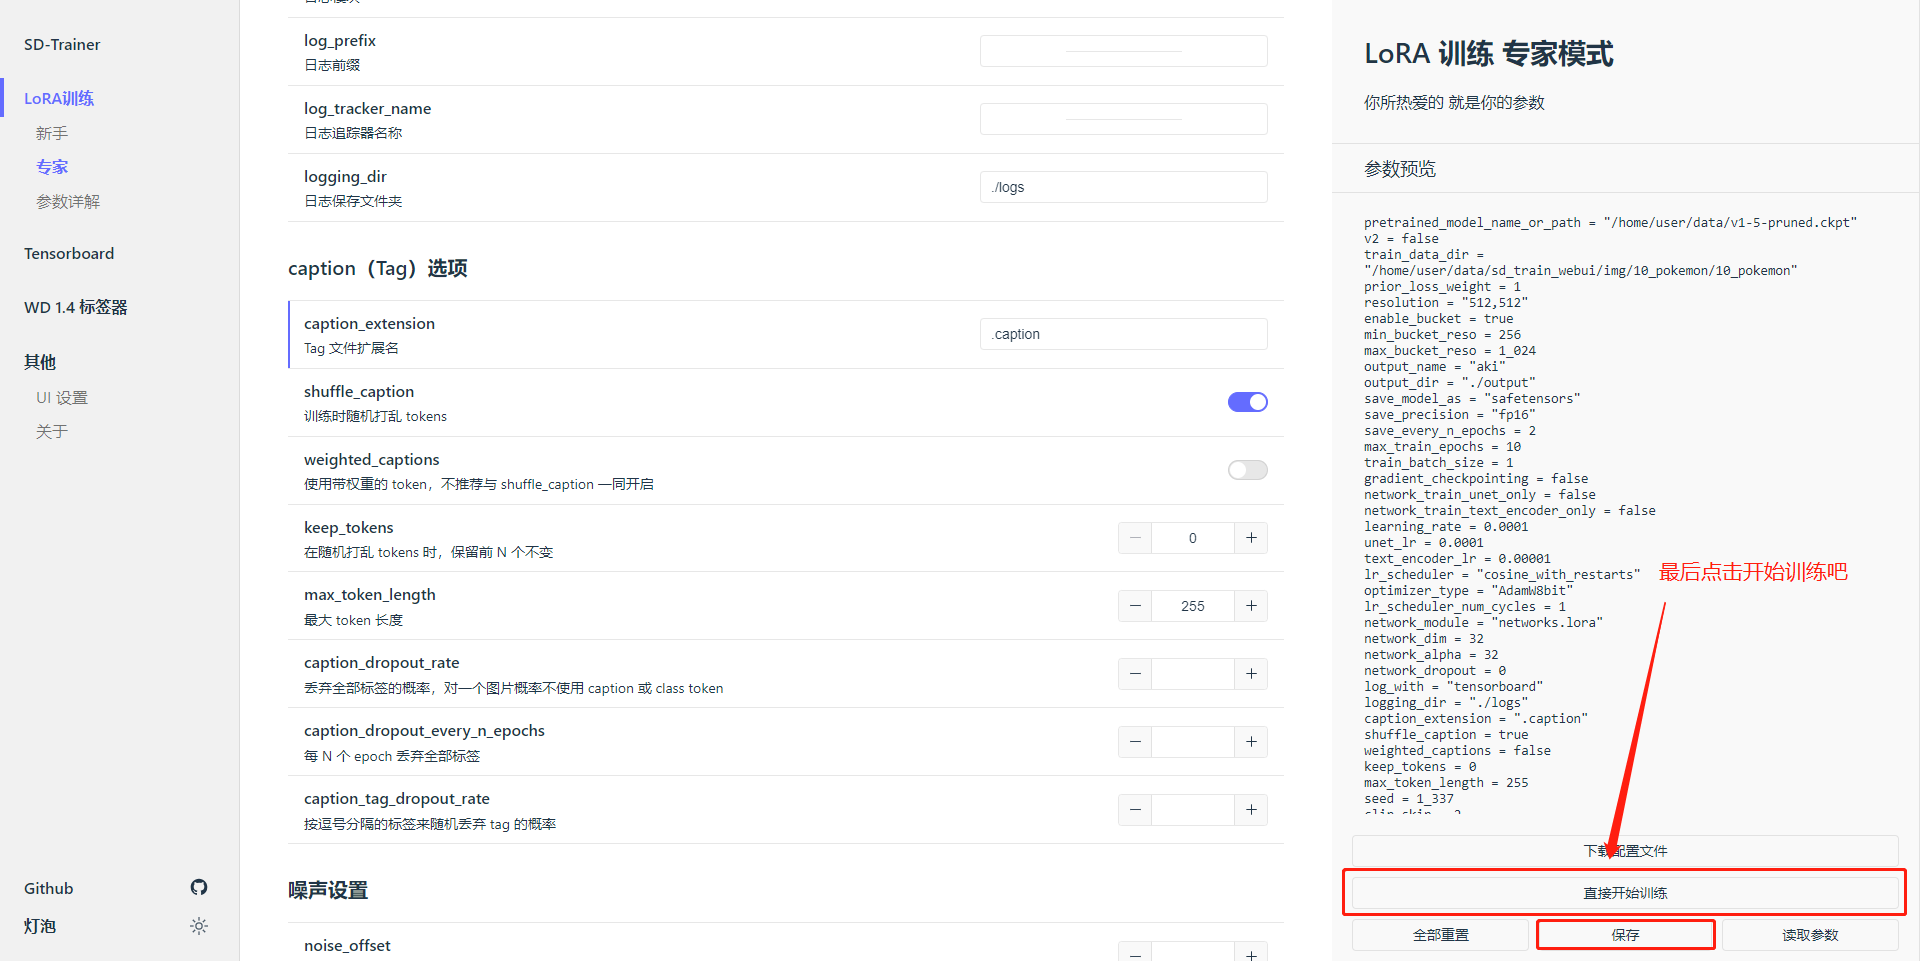 SD-Trainer
LoRA训练
新手
专家
参数详解
Tensorboard
WD 1.4 标签器
其他
UI 设置
关于
Github
灯泡
log_prefix
日志前缀
log_tracker_name
日志追踪器名称
logging_dir
日志保存文件夹
./logs
caption（Tag）选项
caption_extension
Tag 文件扩展名
.caption
shuffle_caption
训练时随机打乱 tokens
weighted_captions
使用带权重的 token，不推荐与 shuffle_caption 一同开启
keep_tokens
在随机打乱 tokens 时，保留前 N 个不变
0
max_token_length
最大 token 长度
255
caption_dropout_rate
丢弃全部标签的概率，对一个图片概率不使用 caption 或 class token
caption_dropout_every_n_epochs
每 N 个 epoch 丢弃全部标签
caption_tag_dropout_rate
按逗号分隔的标签来随机丢弃 tag 的概率
噪声设置
noise_offset
LoRA 训练 专家模式
你所热爱的 就是你的参数
参数预览
pretrained_model_name_or_path = "/home/user/data/v1-5-pruned.ckpt"
v2 = false
train_data_dir =
"/home/user/data/sd_train_webui/img/10_pokemon/10_pokemon"
prior_loss_weight = 1
resolution = "512,512"
enable_bucket = true
min_bucket_reso = 256
max_bucket_reso = 1_024
output_name = "aki"
output_dir = "./output"
save_model_as = "safetensors"
save_precision = "fp16"
save_every_n_epochs = 2
max_train_epochs = 10
train_batch_size = 1
gradient_checkpointing = false
network_train_unet_only = false
network_train_text_encoder_only = false
learning_rate = 0.0001
unet_lr = 0.0001
text_encoder_lr = 0.00001
lr_scheduler = "cosine_with_restarts"
optimizer_type = "AdamW8bit"
lr_scheduler_num_cycles = 1
network_module = "networks.lora"
network_dim = 32
network_alpha = 32
network_dropout = 0
log_with = "tensorboard"
logging_dir = "./logs"
caption_extension = ".caption"
shuffle_caption = true
weighted_captions = false
keep_tokens = 0
max_token_length = 255
seed = 1_337
最后点击开始训练吧
下载配置文件
直接开始训练
全部重置
保存
读取参数